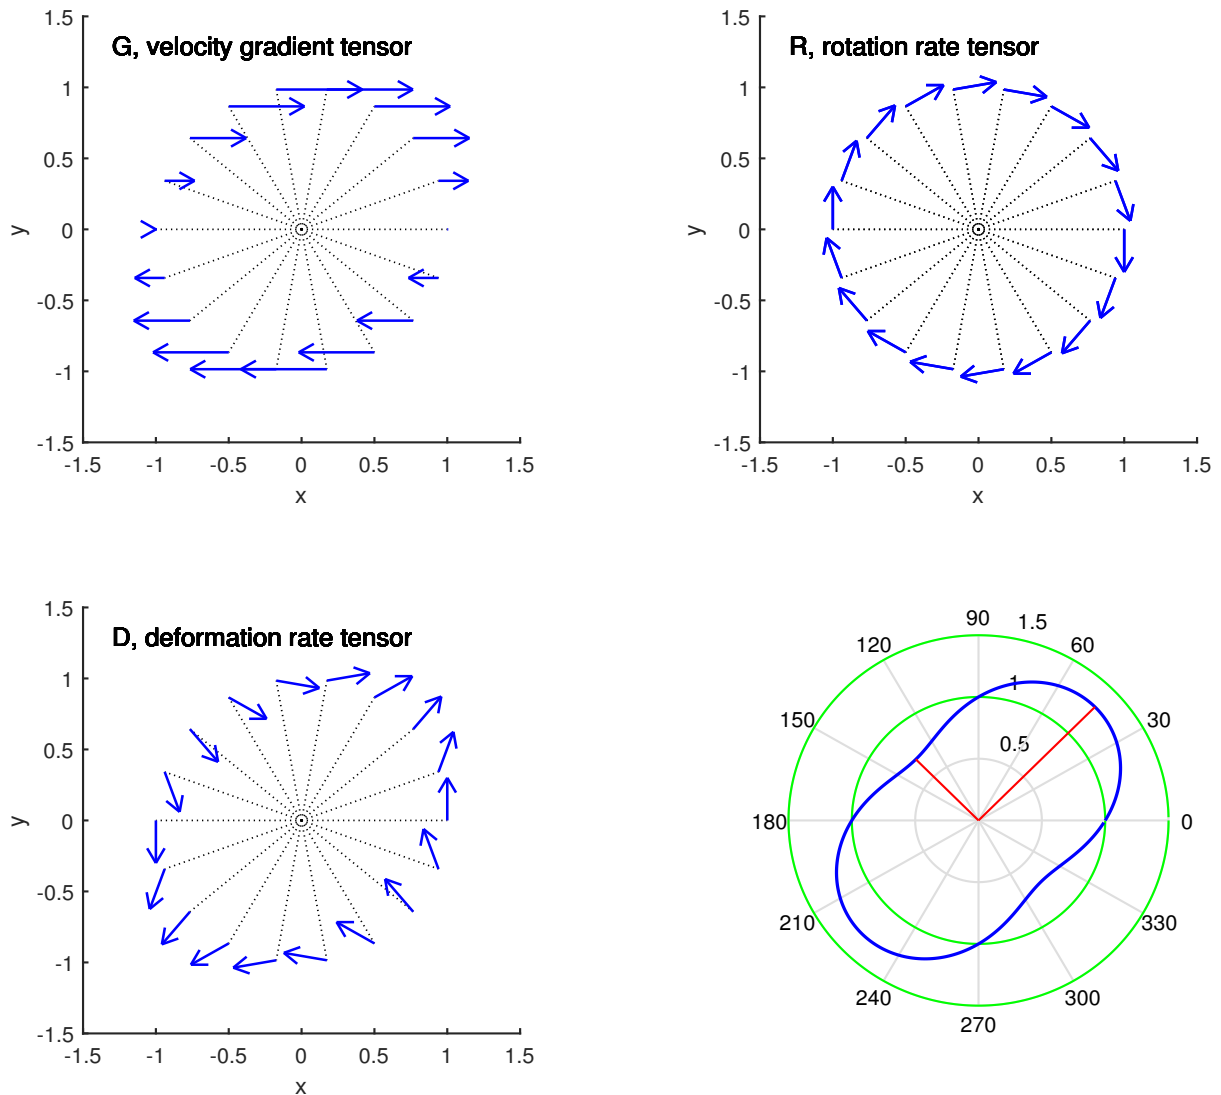 G, velocity gradient tensor
1.5
1
0.5
0
-0.5
-1
-1.5
y
-1.5 -1 -0.5 0 0.5 1 1.5
x
R, rotation rate tensor
1.5
1
0.5
0
-0.5
-1
-1.5
y
-1.5 -1 -0.5 0 0.5 1 1.5
x
D, deformation rate tensor
1.5
1
0.5
0
-0.5
-1
-1.5
y
-1.5 -1 -0.5 0 0.5 1 1.5
x
90 1.5
120 60
1
150 30
0.5
180 0
210 330
240 300
270